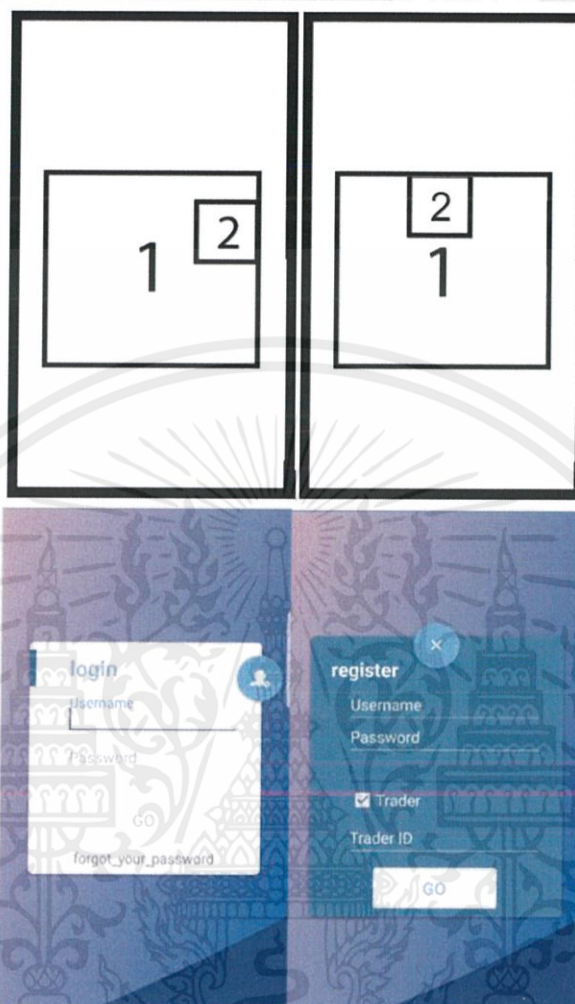 1
2
2
1
login
Username
Password
GO
forgot_your_password
register
Username
Password
Trader
Trader ID
GO